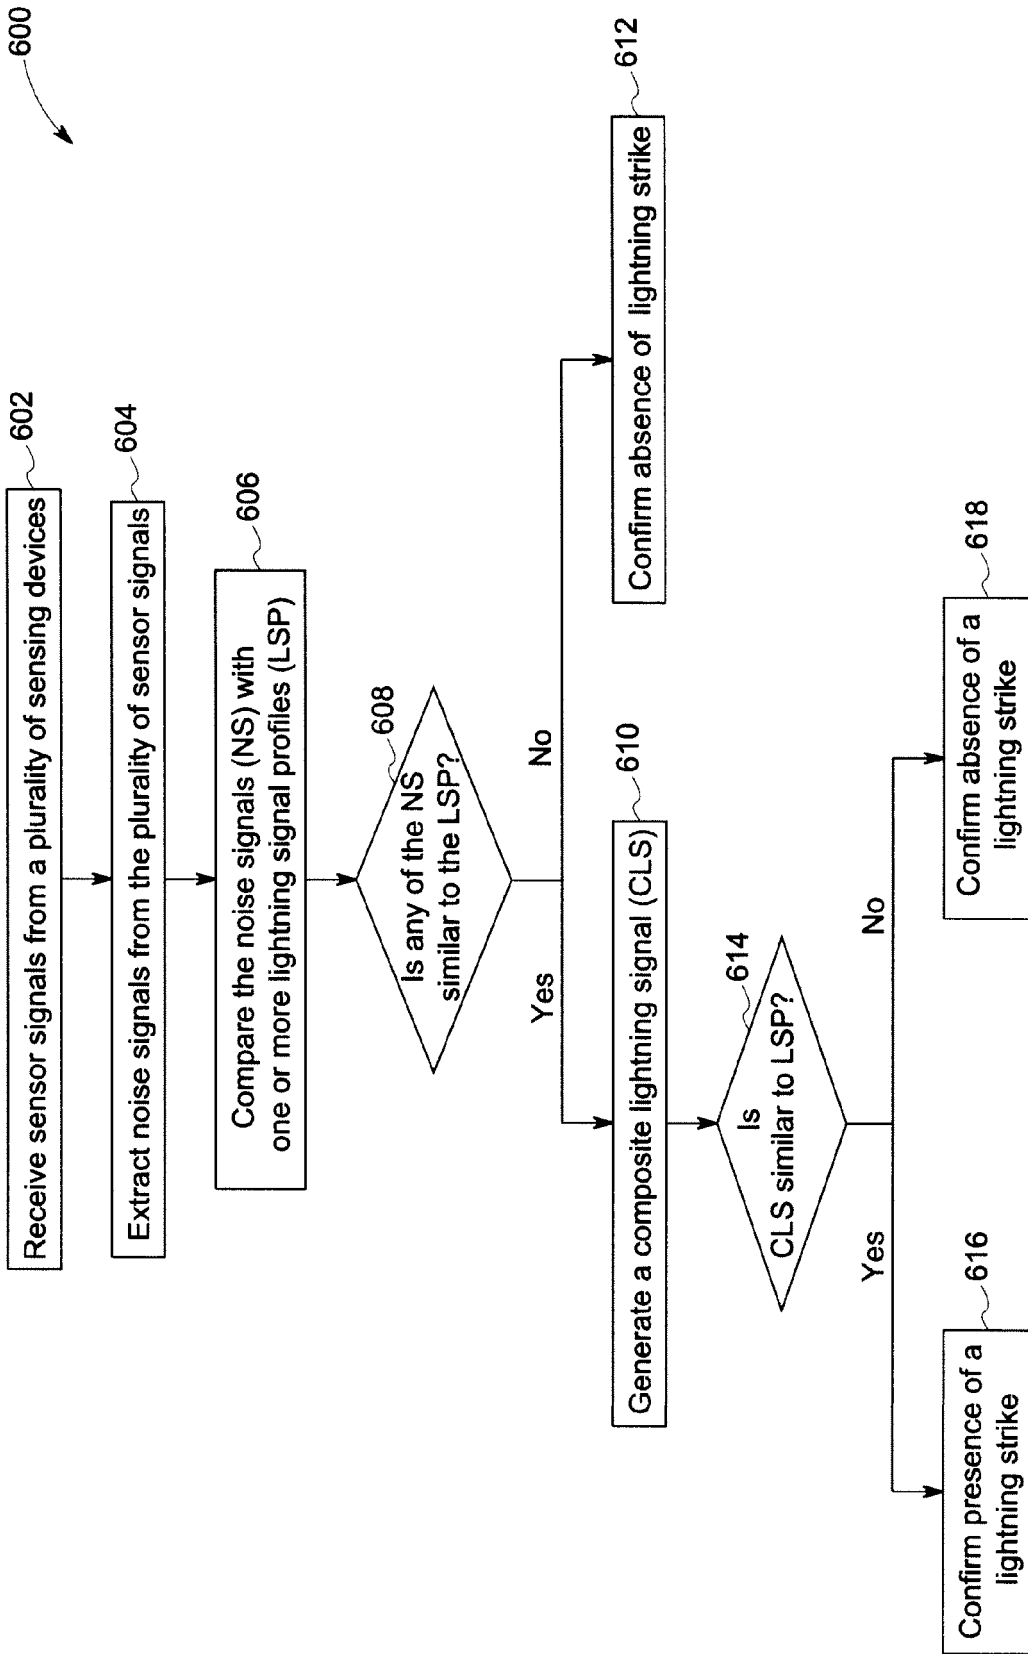 600
602
Receive sensor signals from a plurality of sensing devices
604
Extract noise signals from the plurality of sensor signals
606
Compare the noise signals (NS) with
one or more lightning signal profiles (LSP)
608
Is any of the NS
similar to the LSP?
Yes
No
610
Generate a composite lightning signal (CLS)
612
Confirm absence of lightning strike
614
Is
CLS similar to LSP?
Yes
No
616
Confirm presence of a
lightning strike
618
Confirm absence of a
lightning strike